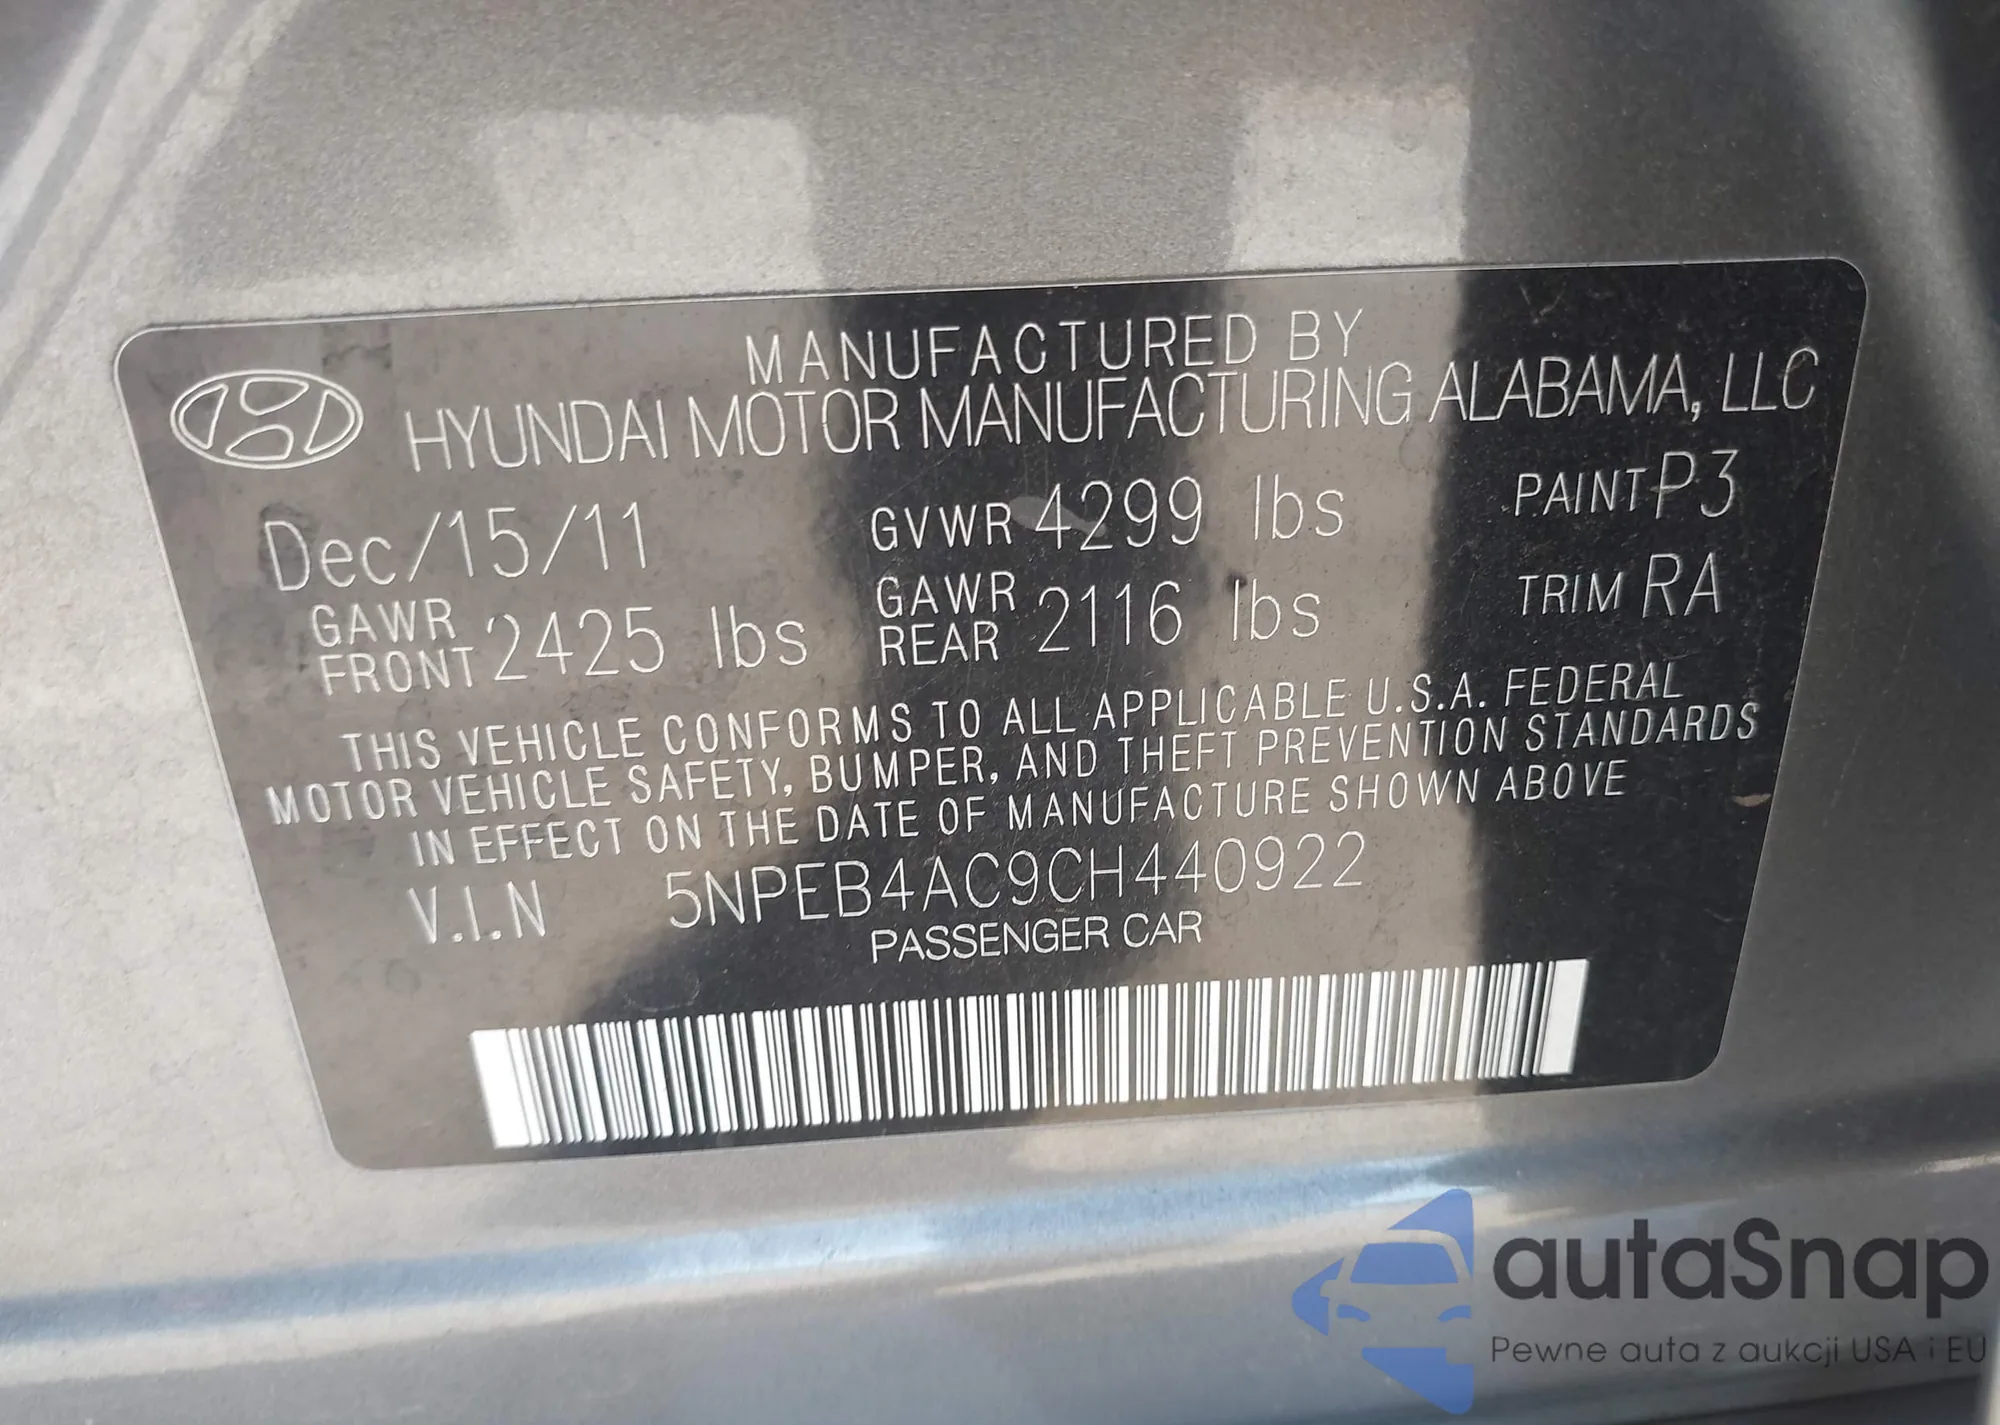 MANUFACTURED BY
HYUNDAI MOTOR MANUFACTURING ALABAMA, LLC
Dec/15/11 GVWR 4299 lbs PAINT P3
GAWR FRONT 2425 lbs GAWR REAR 2116 lbs TRIM RA
THIS VEHICLE CONFORMS TO ALL APPLICABLE U.S.A. FEDERAL
MOTOR VEHICLE SAFETY, BUMPER, AND THEFT PREVENTION STANDARDS
IN EFFECT ON THE DATE OF MANUFACTURE SHOWN ABOVE
V.I.N 5NPEB4AC9CH440922
PASSENGER CAR
autaSnap
Pewne auta z aukcji USA i EU